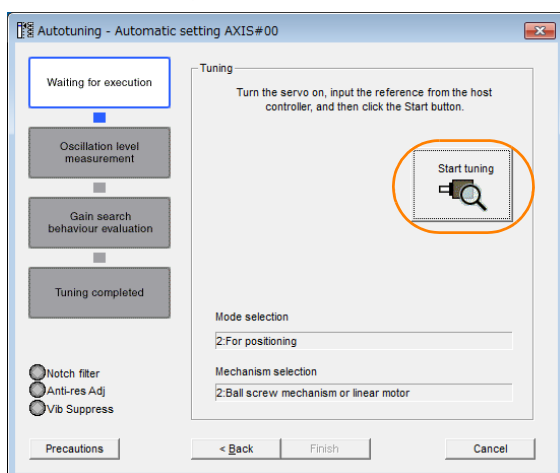 Autotuning - Automatic setting AXIS#00
Waiting for execution
Oscillation level
measurement
Gain search
behaviour evaluation
Tuning completed
Notch filter
Anti-res Adj
Vib Suppress
Tuning
Turn the servo on, input the reference from the host
controller, and then click the Start button.
Start tuning
Mode selection
2:For positioning
Mechanism selection
2:Ball screw mechanism or linear motor
Precautions
< Back
Finish
Cancel